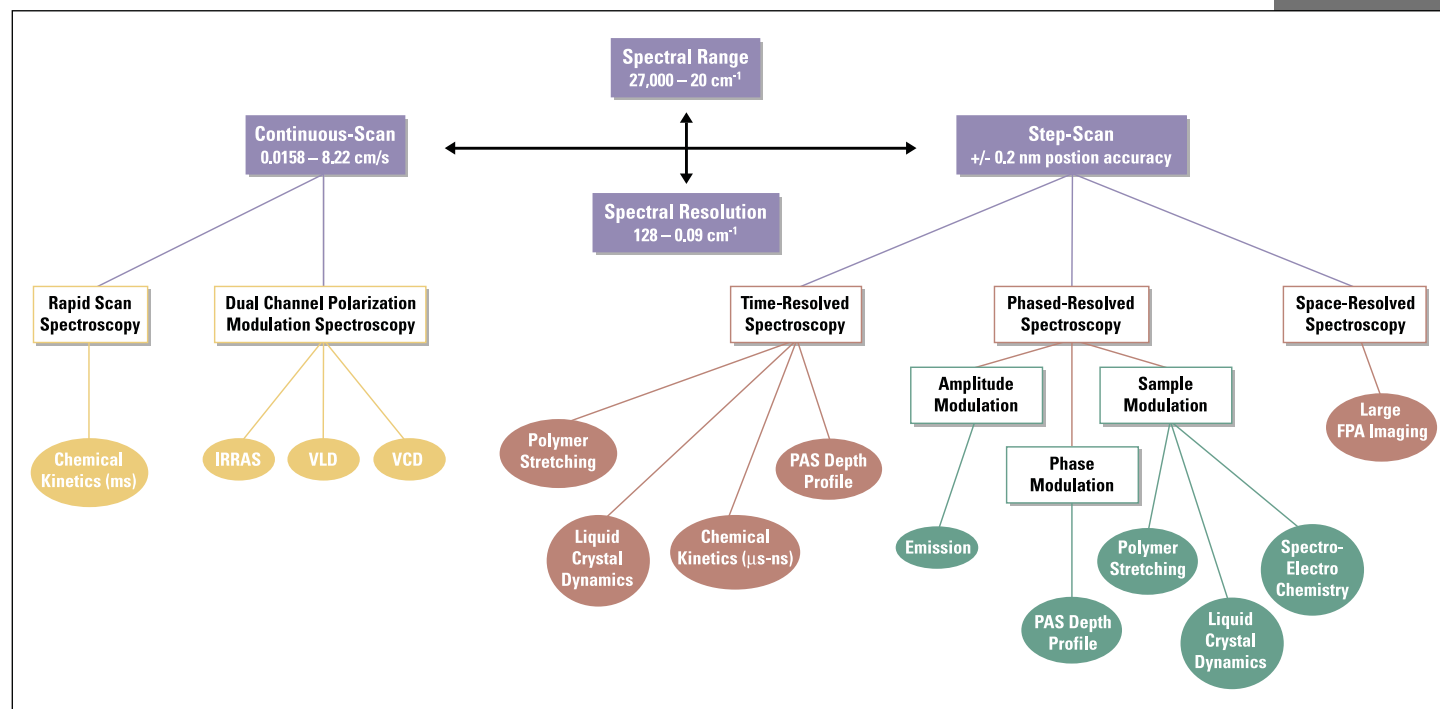 Spectral Range
27,000 – 20 cm⁻¹
Continuous-Scan
0.0158 – 8.22 cm/s
Step-Scan
+/- 0.2 nm postion accuracy
Spectral Resolution
128 – 0.09 cm⁻¹
Rapid Scan
Spectroscopy
Dual Channel Polarization
Modulation Spectroscopy
Time-Resolved
Spectroscopy
Phased-Resolved
Spectroscopy
Space-Resolved
Spectroscopy
Amplitude
Modulation
Sample
Modulation
Large
FPA Imaging
Polymer
Stretching
Chemical
Kinetics (ms)
IRRAS
VLD
VCD
PAS Depth
Profile
Phase
Modulation
Liquid
Crystal
Dynamics
Chemical
Kinetics (µs-ns)
Emission
Polymer
Stretching
Spectro-
Electro
Chemistry
PAS Depth
Profile
Liquid
Crystal
Dynamics